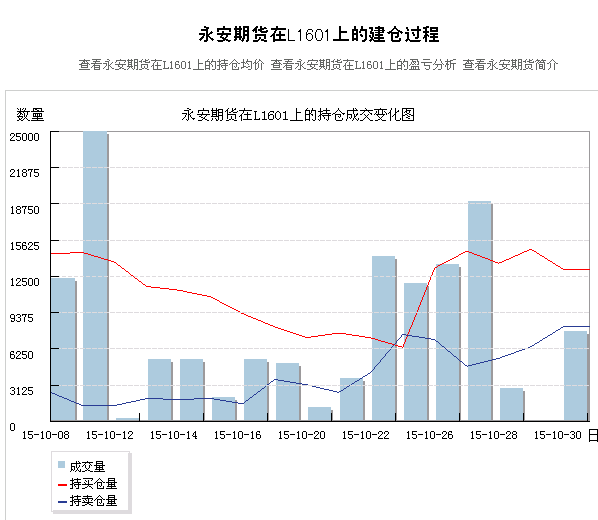 永安期货在L1601上的建仓过程
查看永安期货在L1601上的持仓均价 查看永安期货在L1601上的盈亏分析 查看永安期货简介
数量
永安期货在L1601上的持仓成交变化图
25000
21875
18750
15625
12500
9375
6250
3125
0
15-10-08 15-10-12 15-10-14 15-10-16 15-10-20 15-10-22 15-10-26 15-10-28 15-10-30 日
成交量
持买仓量
持卖仓量